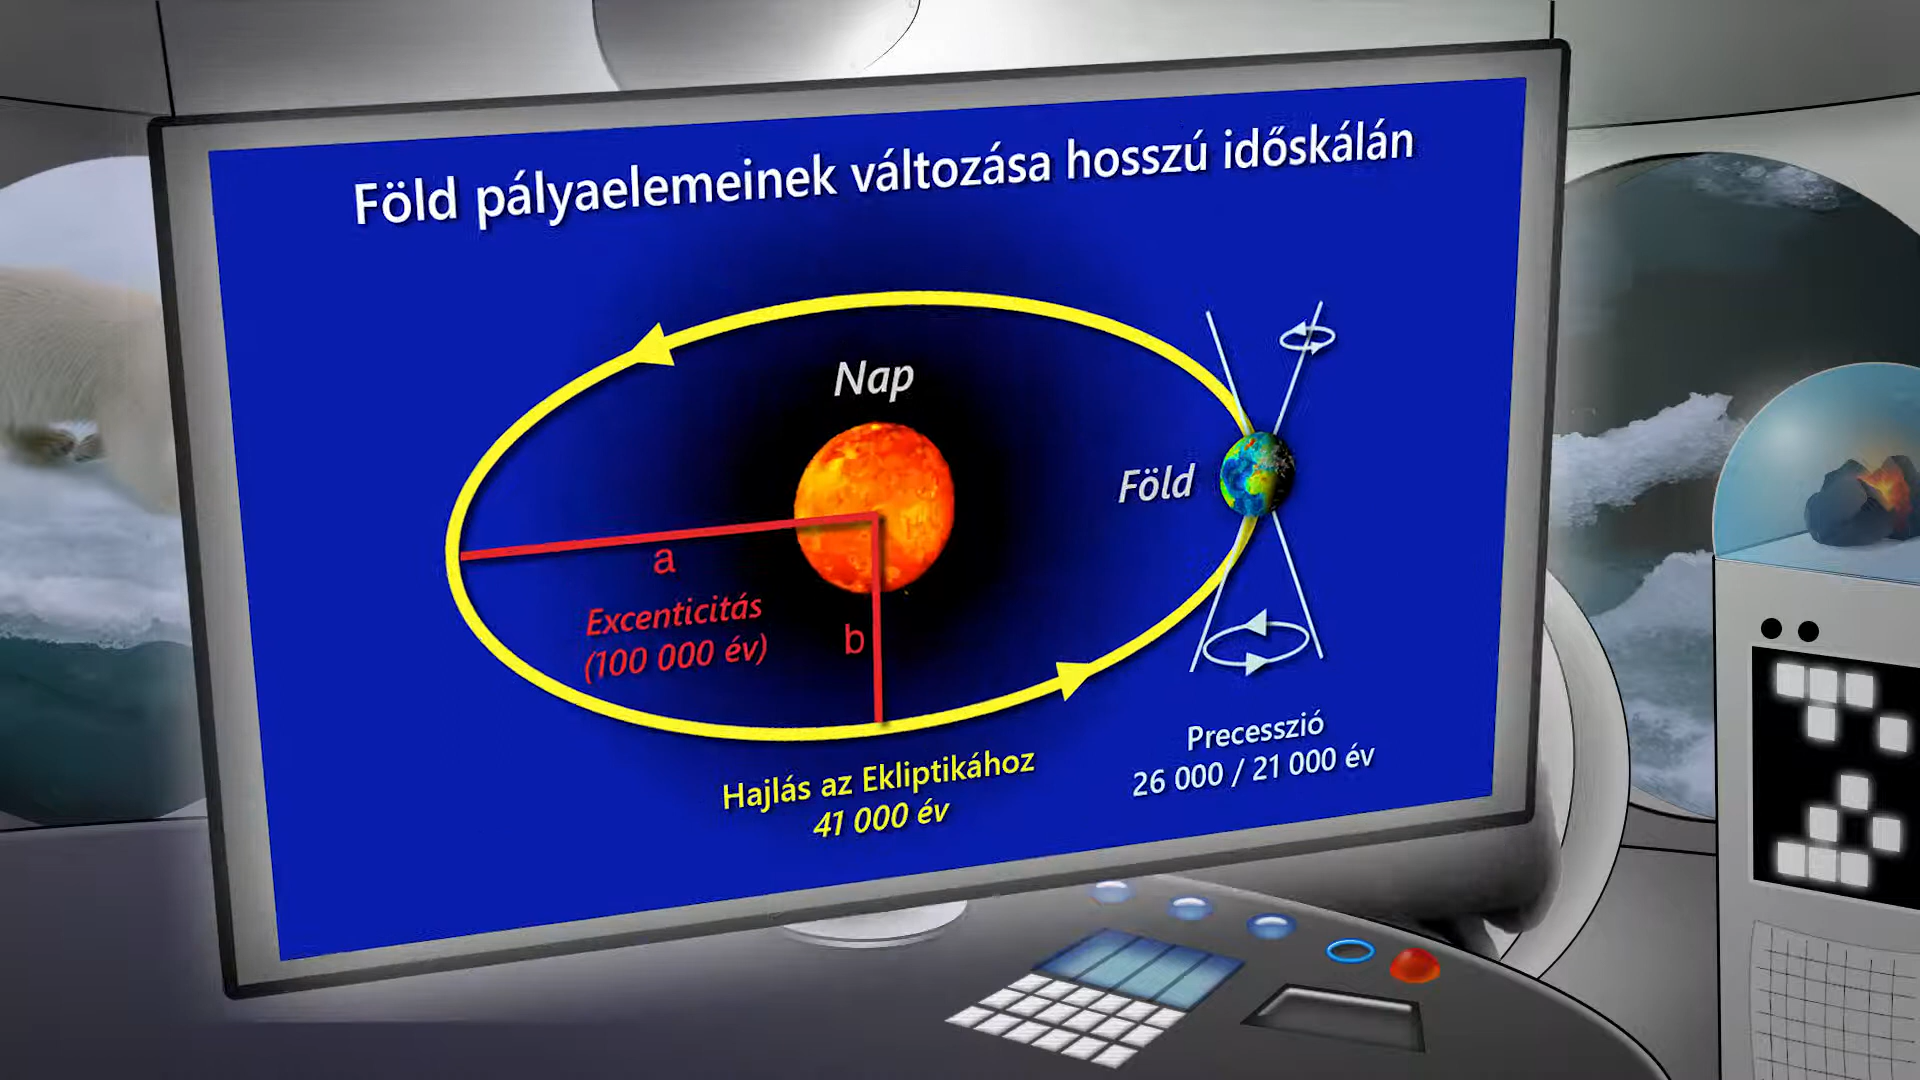 Föld pályaelemeinek változása hosszú időskálán
Nap
Föld
a
Excenticitás
(100 000 év)
b
Hajlás az Ekliptikához
41 000 év
Precesszió
26 000 / 21 000 év